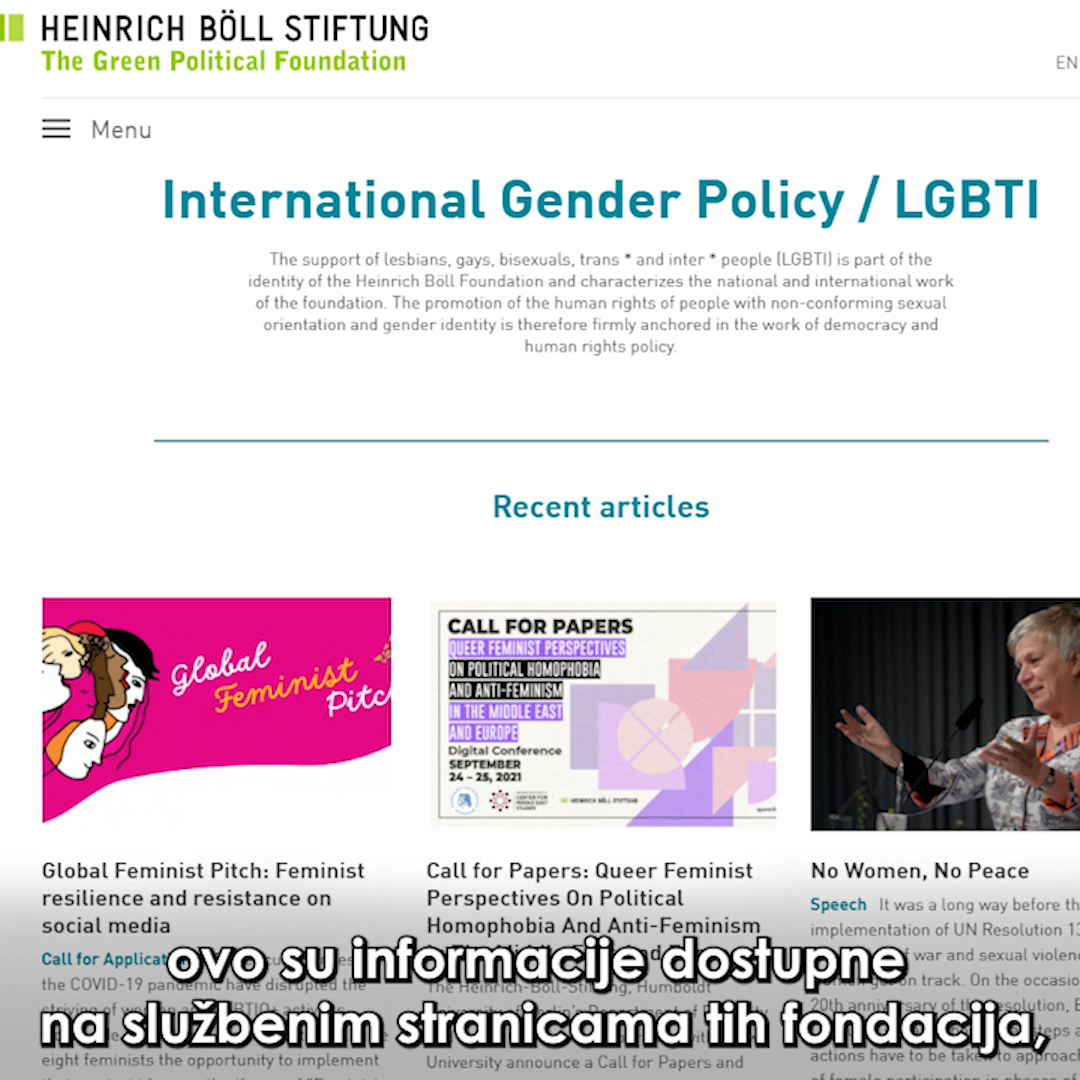 HEINRICH BÖLL STIFTUNG
The Green Political Foundation
EN
Menu
International Gender Policy / LGBTI
The support of lesbians, gays, bisexuals, trans * and inter * people (LGBTI) is part of the
identity of the Heinrich Böll Foundation and characterizes the national and international work
of the foundation. The promotion of the human rights of people with non-conforming sexual
orientation and gender identity is therefore firmly anchored in the work of democracy and
human rights policy.
Recent articles
Global
Feminist
Pitch
CALL FOR PAPERS
QUEER FEMINIST PERSPECTIVES
ON POLITICAL HOMOPHOBIA
AND ANTI-FEMINISM
IN THE MIDDLE EAST
AND EUROPE
Digital Conference
SEPTEMBER
24 – 25, 2021
HEINRICH BÖLL STIFTUNG
Global Feminist Pitch: Feminist
resilience and resistance on
social media
Call for
the COVID-19 pandemic have disrupted the
eight feminists the opportunity to implement
Call for Papers: Queer Feminist
Perspectives On Political
Homophobia And Anti-Feminism
The Heinrich-Böll-Stiftung, Humboldt
University announce a Call for Papers and
No Women, No Peace
Speech It was a long way before th
implementation of UN Resolution 13
war and sexual violen
on track. On the occasio
20th anniversary of the resolution, E
steps a
actions have to be taken to approach
ovo su informacije dostupne
na službenim stranicama tih fondacija,